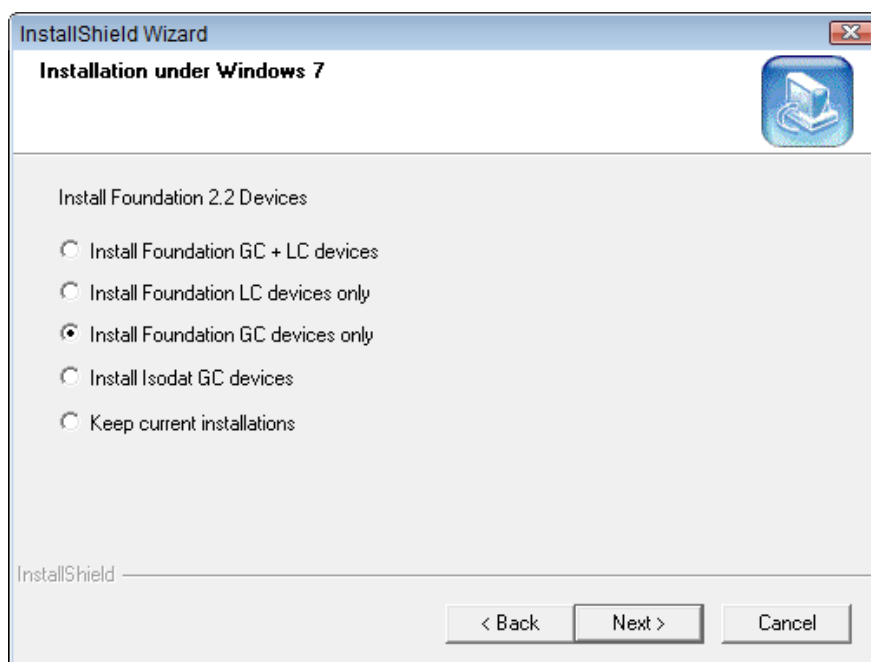 InstallShield Wizard
Installation under Windows 7
Install Foundation 2.2 Devices
Install Foundation GC + LC devices
Install Foundation LC devices only
Install Foundation GC devices only
Install Isodat GC devices
Keep current installations
InstallShield
< Back Next > Cancel